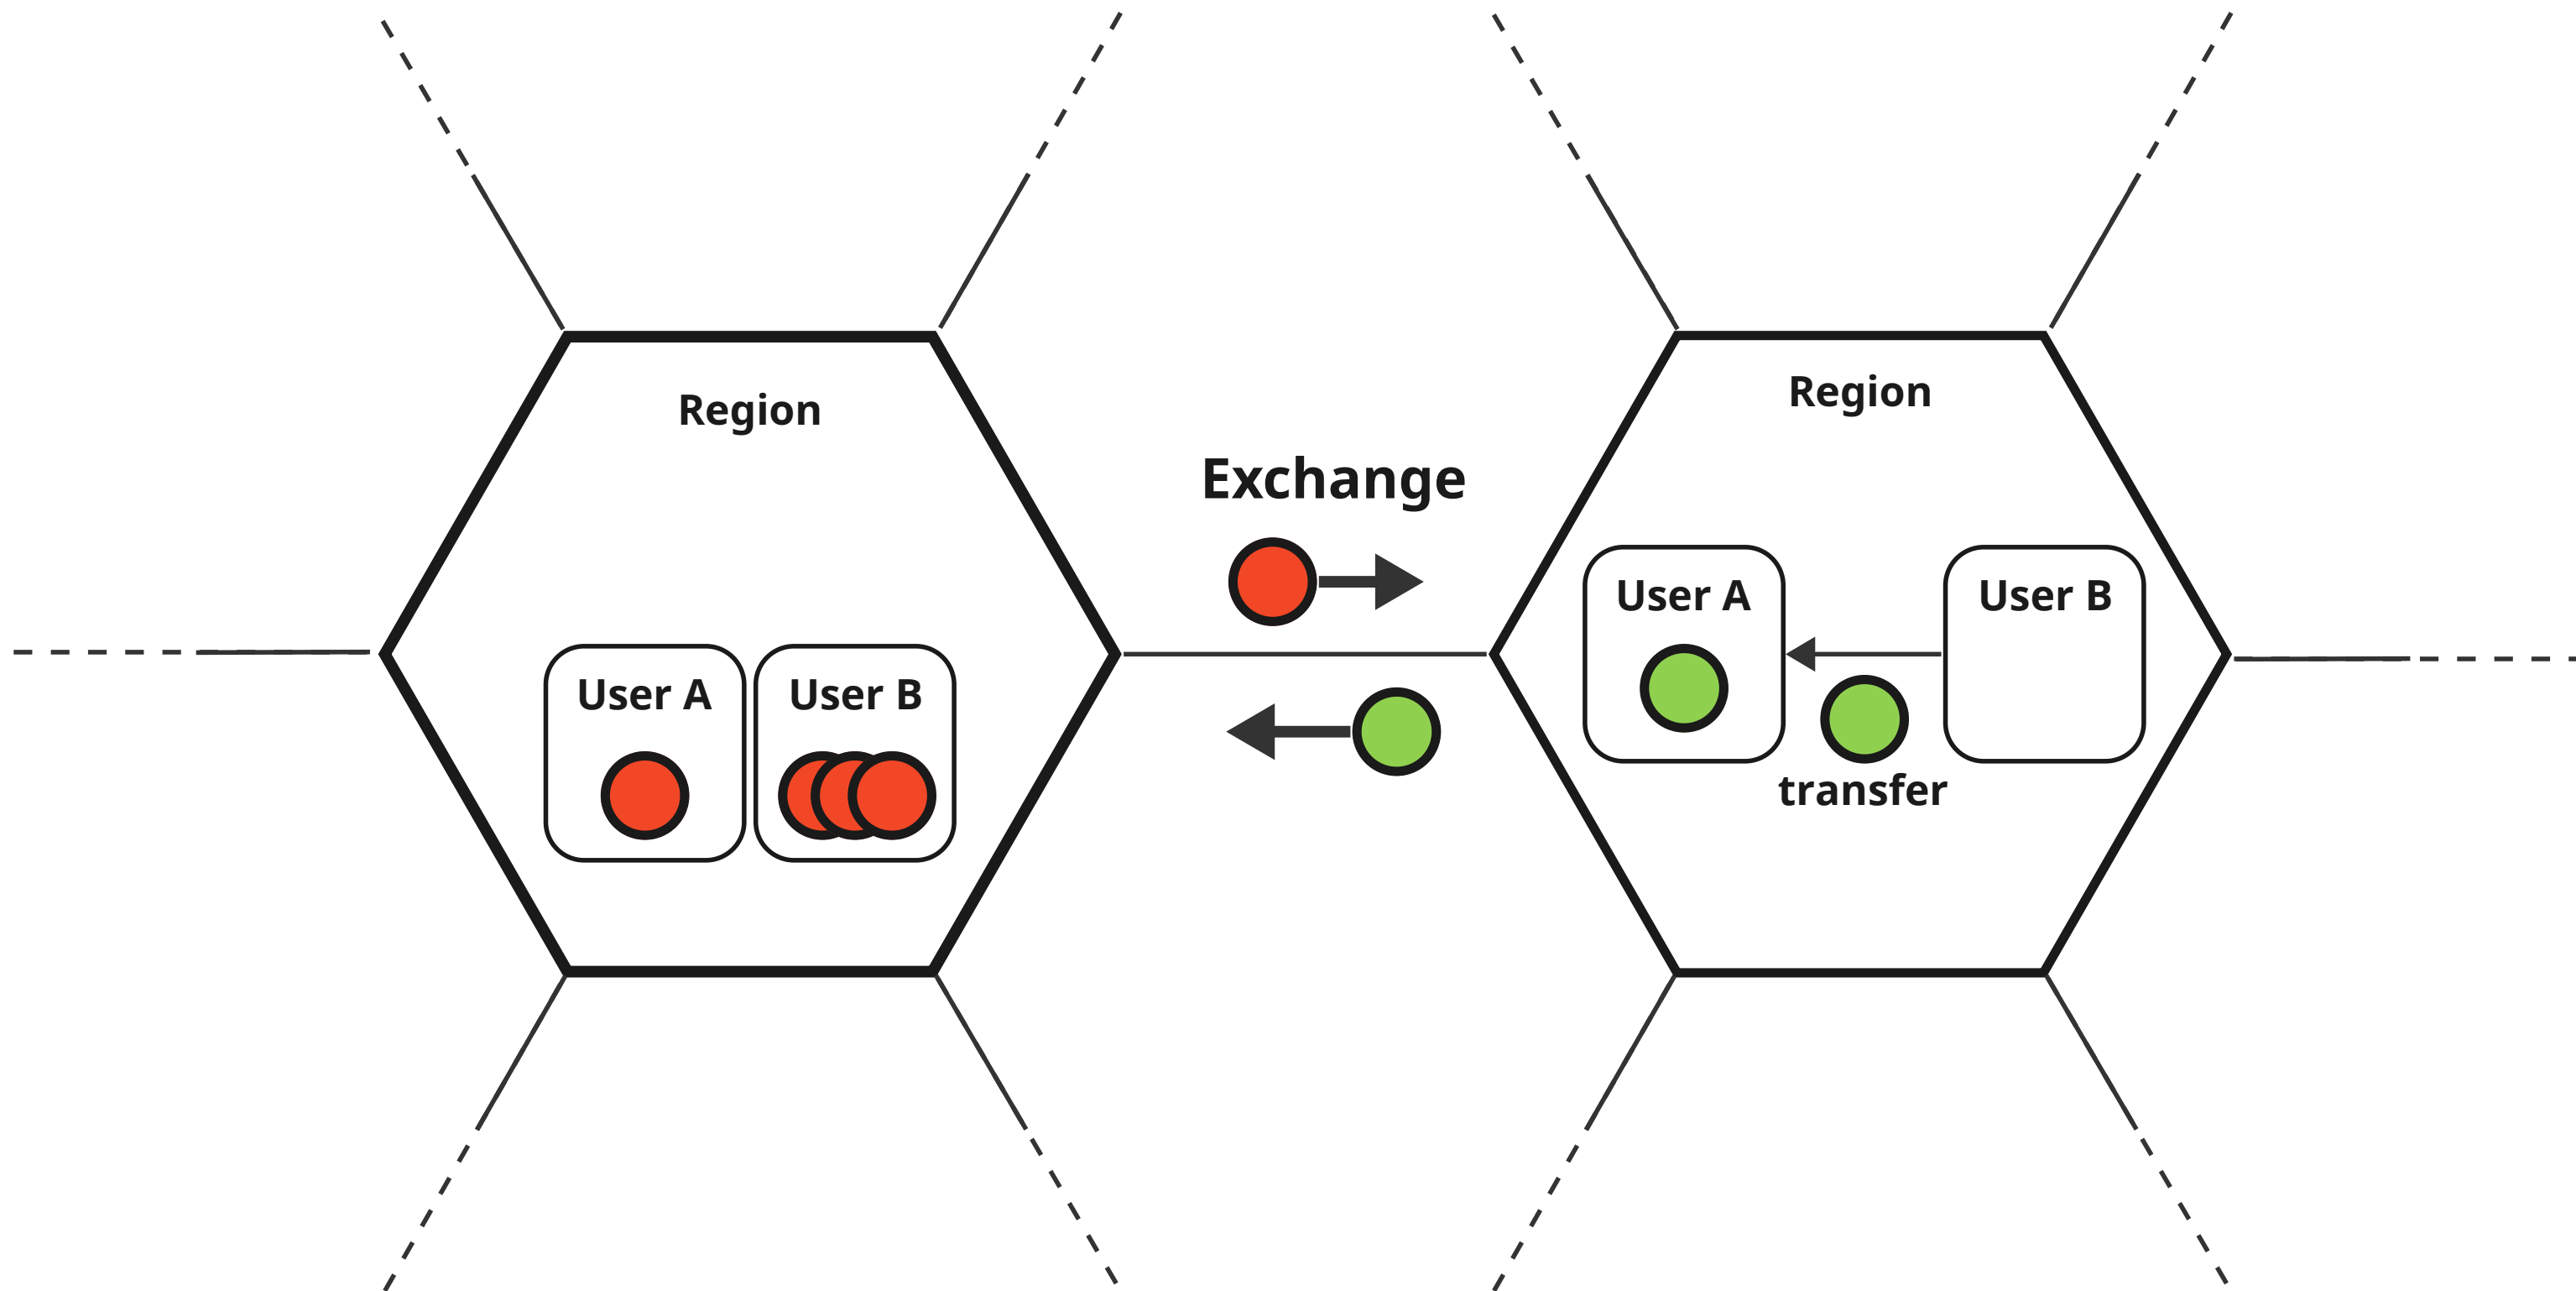 Region
User A
User B
Exchange
Region
User A
User B
transfer